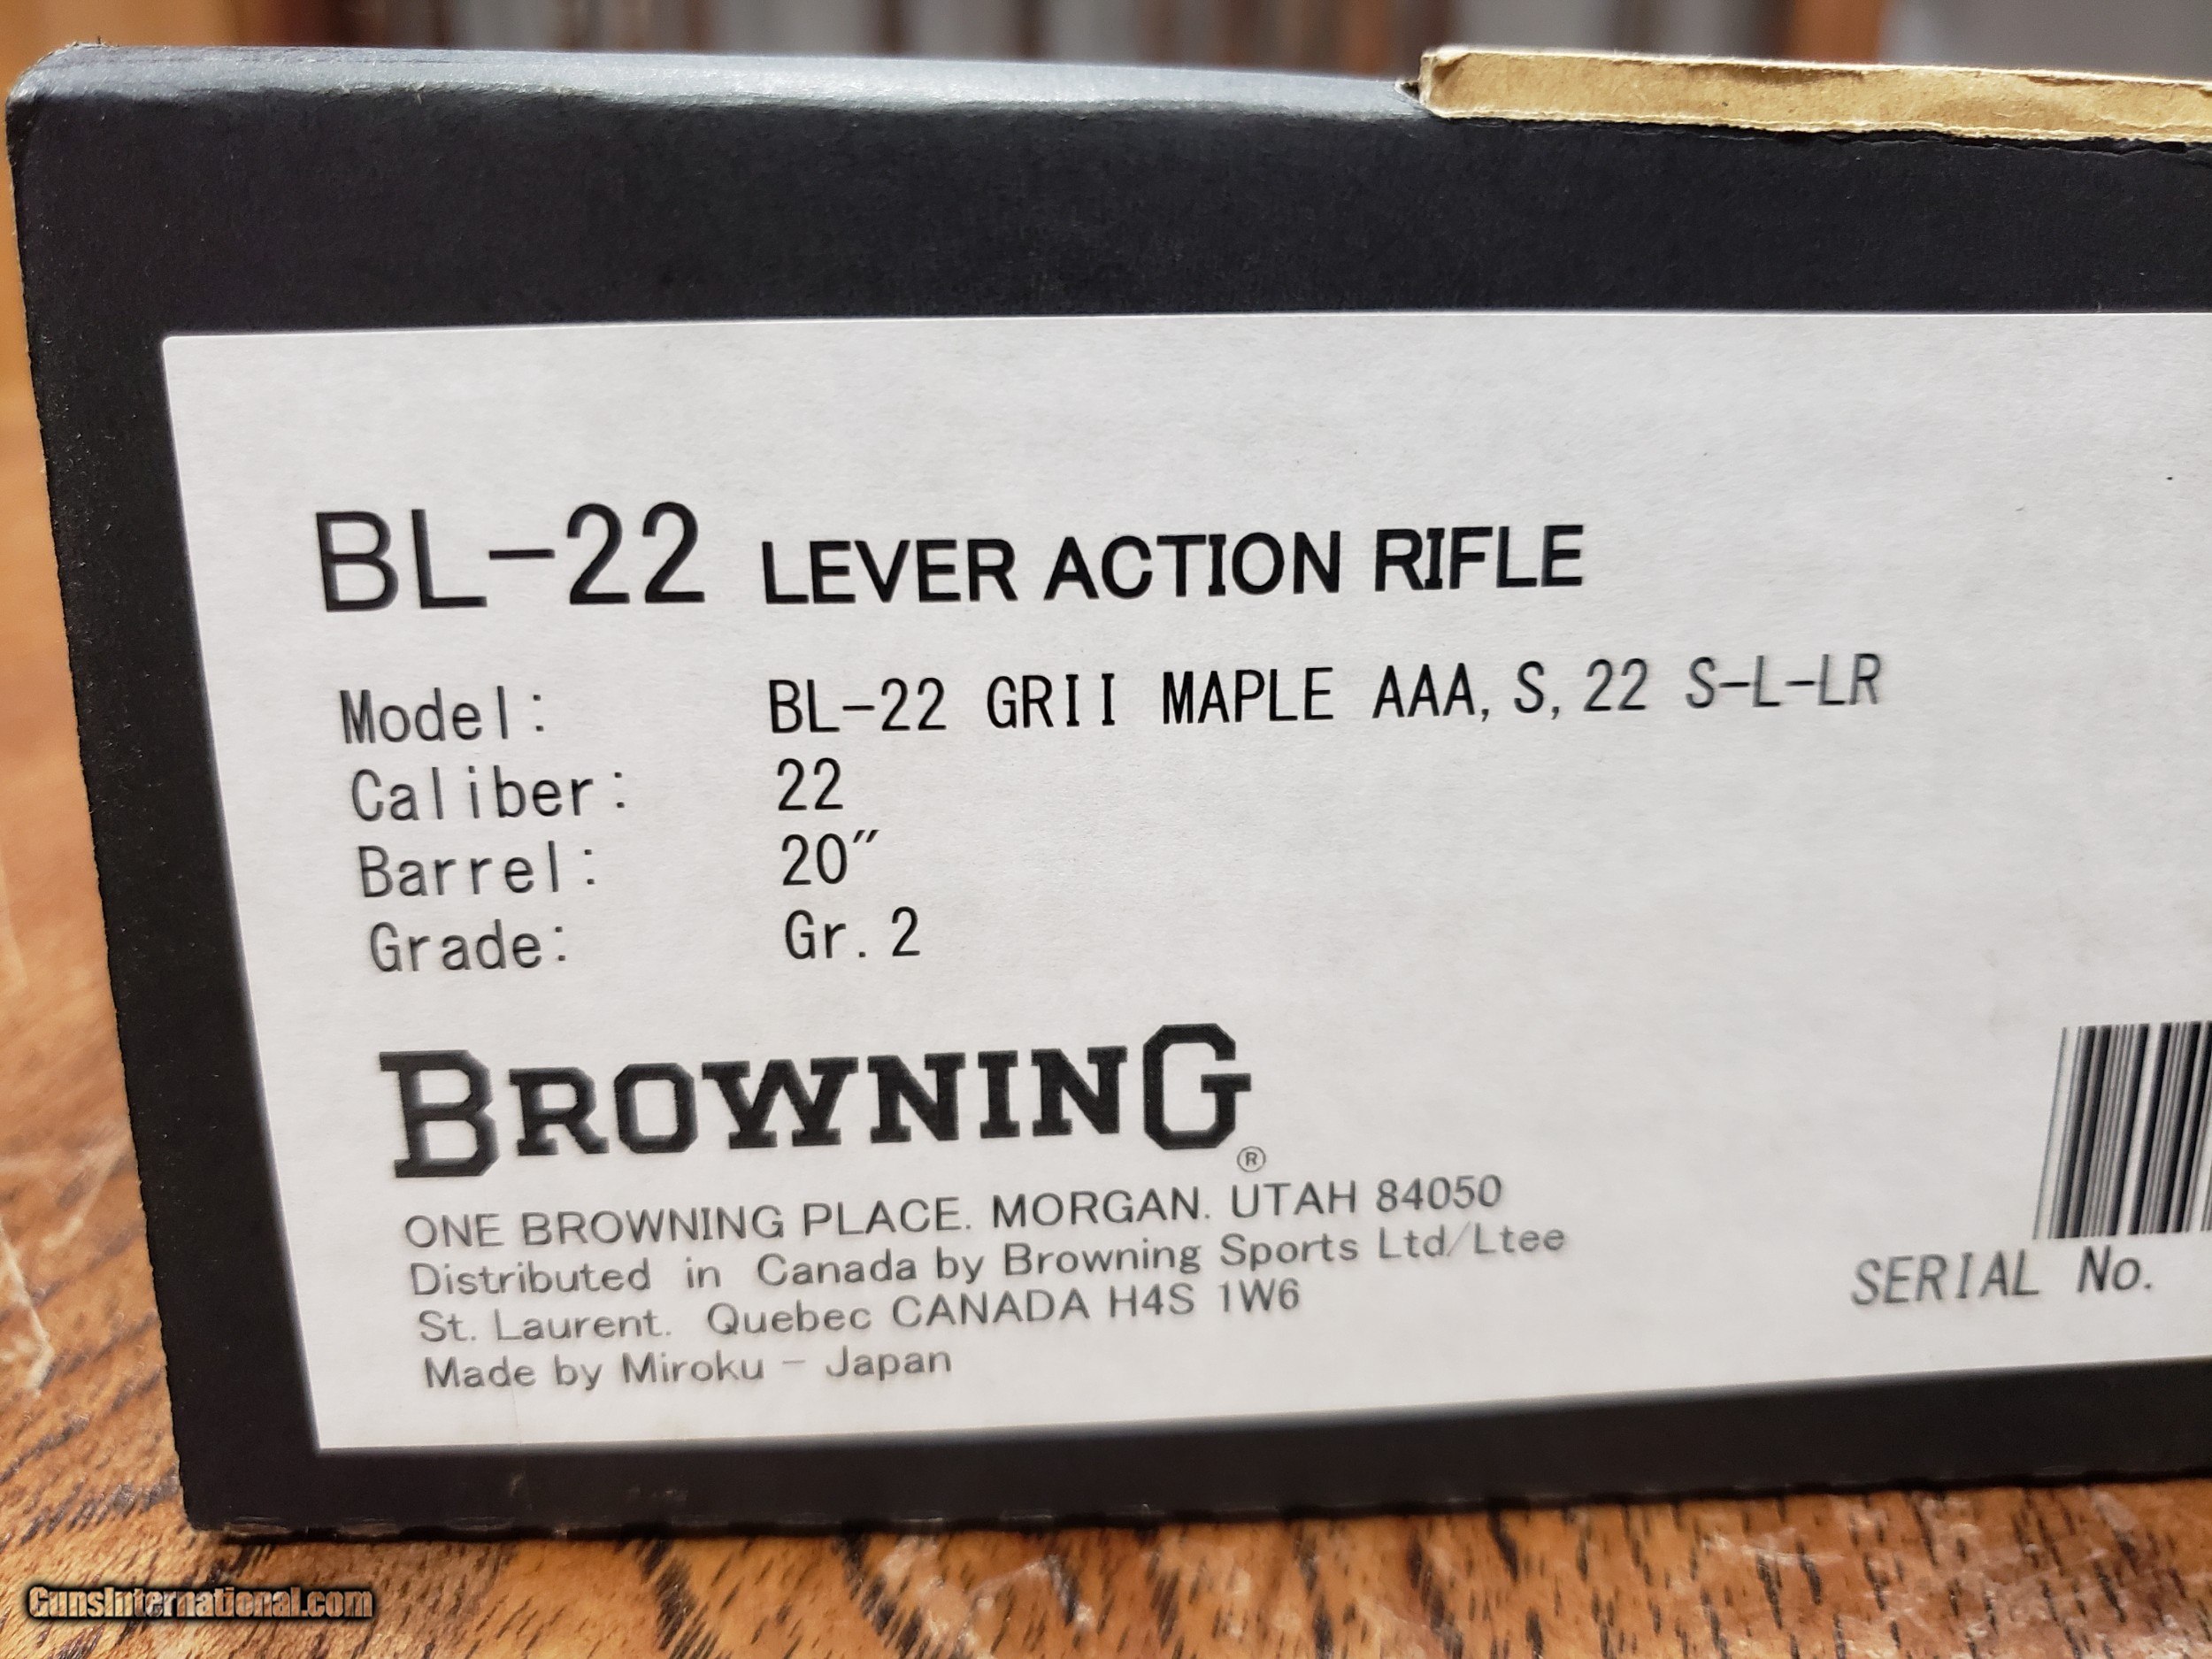 BL-22 LEVER ACTION RIFLE
Model: BL-22 GRII MAPLE AAA, S, 22 S-L-LR
Caliber: 22
Barrel: 20"
Grade: Gr. 2
BROWNING®
ONE BROWNING PLACE. MORGAN. UTAH 84050
Distributed in Canada by Browning Sports Ltd/Ltee
St. Laurent. Quebec CANADA H4S 1W6
Made by Miroku - Japan
SERIAL No.
GunsInternational.com